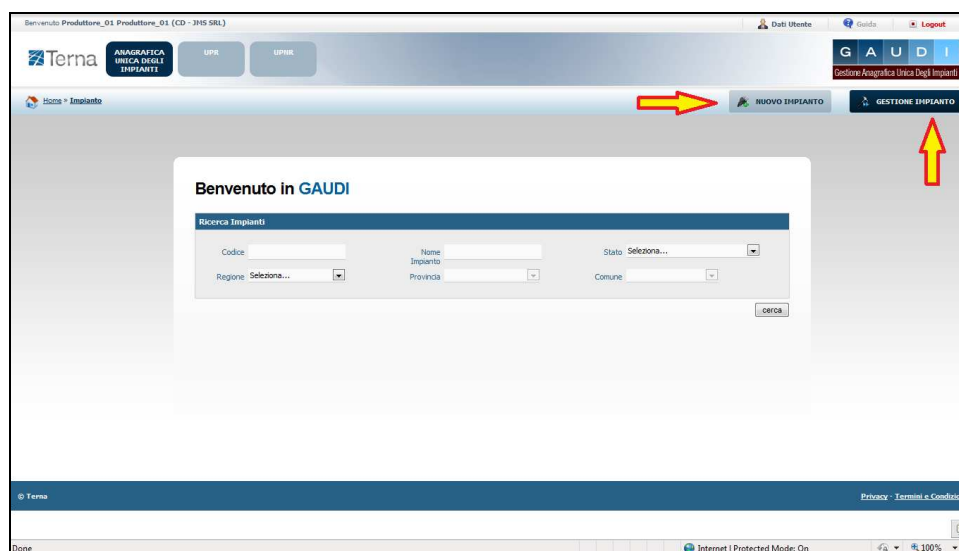 Benvenuto Produttore_01 Produttore_01 (CD - JMS SRL)
Dati Utente
Guida
Logout
Terna
ANAGRAFICA
UNICA DEGLI
IMPIANTI
UPR
UPNR
GAUDI
Gestione Anagrafica Unica Degli Impianti
Home » Impianto
NUOVO IMPIANTO
GESTIONE IMPIANTO
Benvenuto in GAUDI
Ricerca Impianti
Codice
Nome
Impianto
Stato Seleziona...
Regione Seleziona...
Provincia
Comune
cerca
© Terna
Privacy - Termini e Condizio
Done
Internet | Protected Mode: On
100%